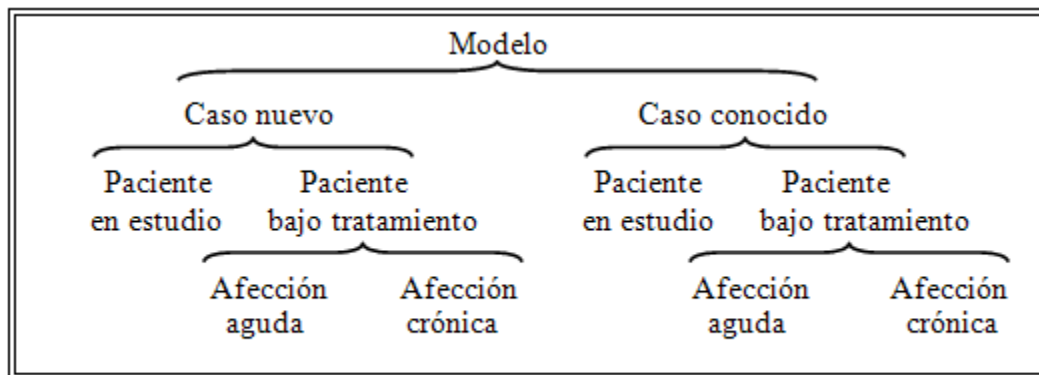 Modelo
Caso nuevo Caso conocido
Paciente Paciente Paciente Paciente
en estudio bajo tratamiento en estudio bajo tratamiento
Afección Afección Afección Afección
aguda crónica aguda crónica